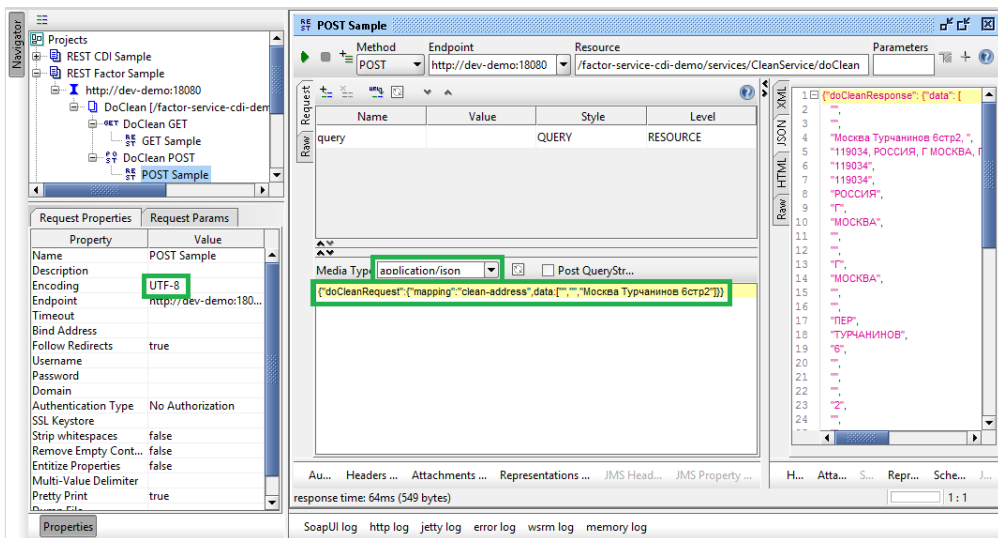 Navigator
Projects
REST CDI Sample
REST Factor Sample
http://dev-demo:18080
DoClean [/factor-service-cdi-dem
GET DoClean GET
GET Sample
DoClean POST
POST Sample
Request Properties Request Params
Property Value
Name POST Sample
Description
Encoding UTF-8
Endpoint http://dev-demo:180...
Timeout
Bind Address
Follow Redirects true
Username
Password
Domain
Authentication Type No Authorization
SSL Keystore
Strip whitespaces false
Remove Empty Cont... false
Entitize Properties false
Multi-Value Delimiter
Pretty Print true
Dump File
Properties
REST POST Sample
Method Endpoint Resource Parameters
POST http://dev-demo:18080 /factor-service-cdi-demo/services/CleanService/doClean
Request
Raw
Name Value Style Level
query QUERY RESOURCE
Media Typ application/json Post QueryStr...
{"doCleanRequest":{"mapping":"clean-address",data:["","","Москва Турчанинов 6стр2"]}}
Au... Headers ... Attachments ... Representations ... JMS Head... JMS Property ...
response time: 64ms (549 bytes)
XML
JSON
HTML
Raw
1 {"doCleanResponse": {"data": [
2 "",
3 "",
4 "Москва Турчанинов 6стр2, ",
5 "119034, РОССИЯ, Г МОСКВА, П
6 "119034",
7 "119034",
8 "РОССИЯ",
9 "Г",
10 "МОСКВА",
11 "",
12 "",
13 "Г",
14 "МОСКВА",
15 "",
16 "",
17 "ПЕР",
18 "ТУРЧАНИНОВ",
19 "6",
20 "",
21 "",
22 "",
23 "2",
24 "",
H... Atta... S... Repr... Sche... J...
1 : 1
SoapUI log http log jetty log error log wsrm log memory log